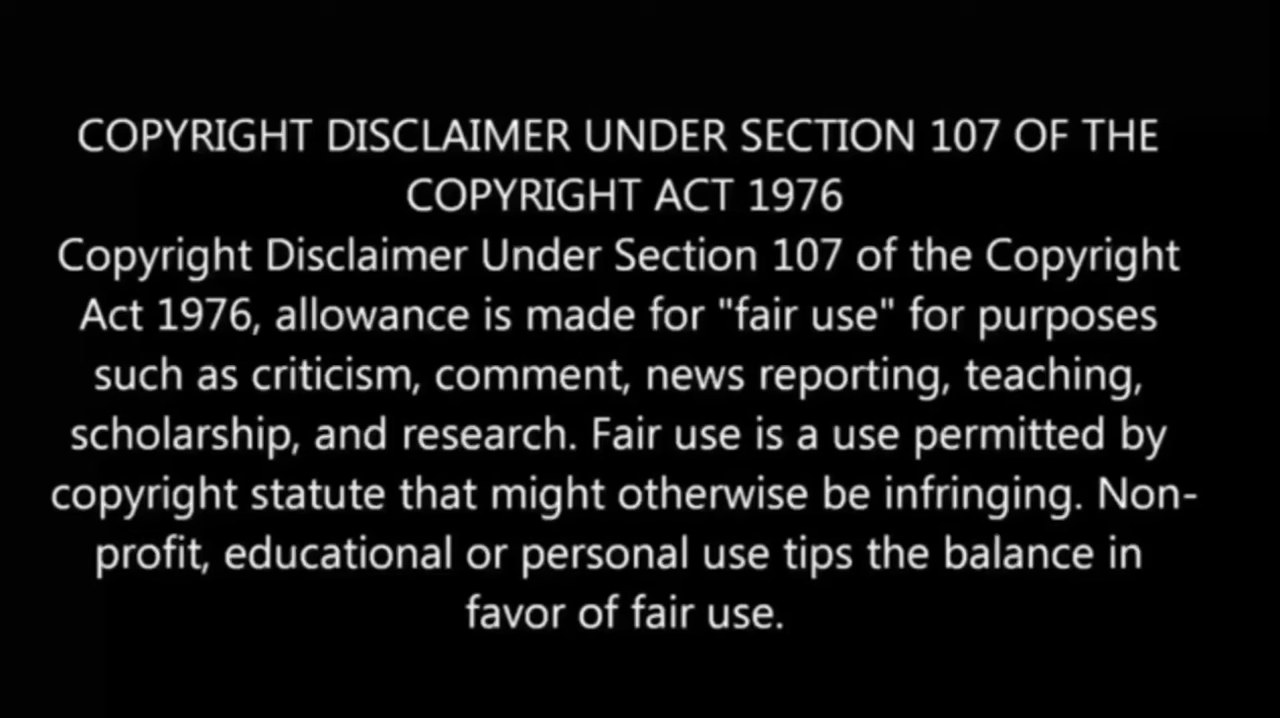 COPYRIGHT DISCLAIMER UNDER SECTION 107 OF THE
COPYRIGHT ACT 1976
Copyright Disclaimer Under Section 107 of the Copyright
Act 1976, allowance is made for "fair use" for purposes
such as criticism, comment, news reporting, teaching,
scholarship, and research. Fair use is a use permitted by
copyright statute that might otherwise be infringing. Non-
profit, educational or personal use tips the balance in
favor of fair use.